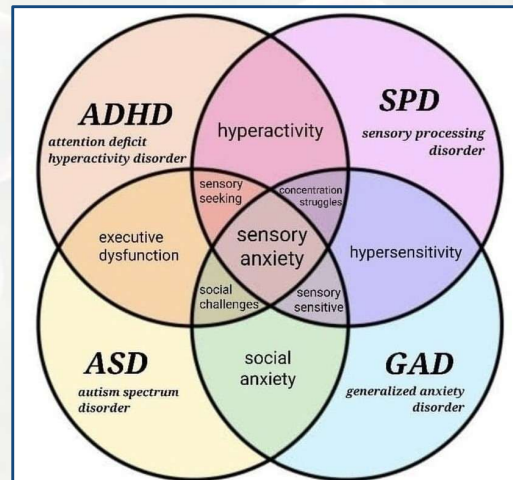 ADHD
attention deficit
hyperactivity disorder
hyperactivity
SPD
sensory processing
disorder
sensory
seeking
concentration
struggles
executive
dysfunction
sensory
anxiety
hypersensitivity
social
challenges
sensory
sensitive
ASD
autism spectrum
disorder
social
anxiety
GAD
generalized anxiety
disorder